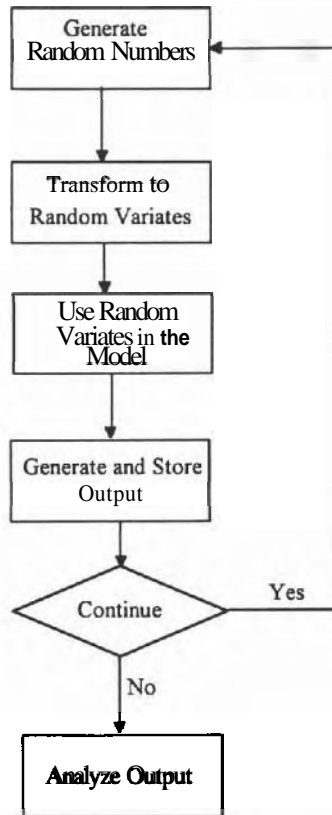 Generate
Random Numbers
Transform to
Random Variates
Use Random
Variates in the
Model
Generate and Store
Output
Continue
Yes
No
Analyze Output